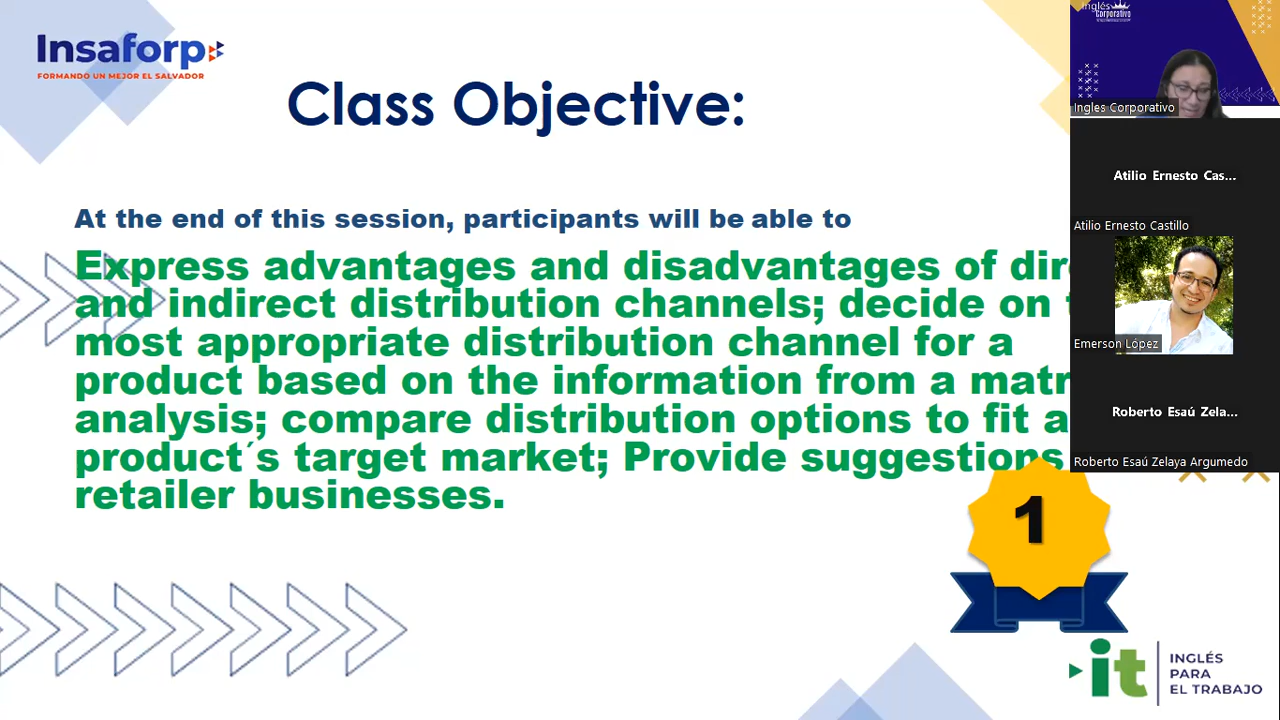 Insaforp
FORMANDO UN MEJOR EL SALVADOR
Class Objective:
At the end of this session, participants will be able to
Express advantages and disadvantages of
and indirect distribution channels; decide on
most appropriate distribution channel for a
product based on the information from a
analysis; compare distribution options to fit a
product´s target market; Provide suggestions
retailer businesses.
1
it
INGLÉS
PARA
EL TRABAJO
Inglés
Corporativo
Ingles Corporativo
Atilio Ernesto Cas...
Atilio Ernesto Castillo
Emerson López
Roberto Esaú Zela...
Roberto Esaú Zelaya Argumedo